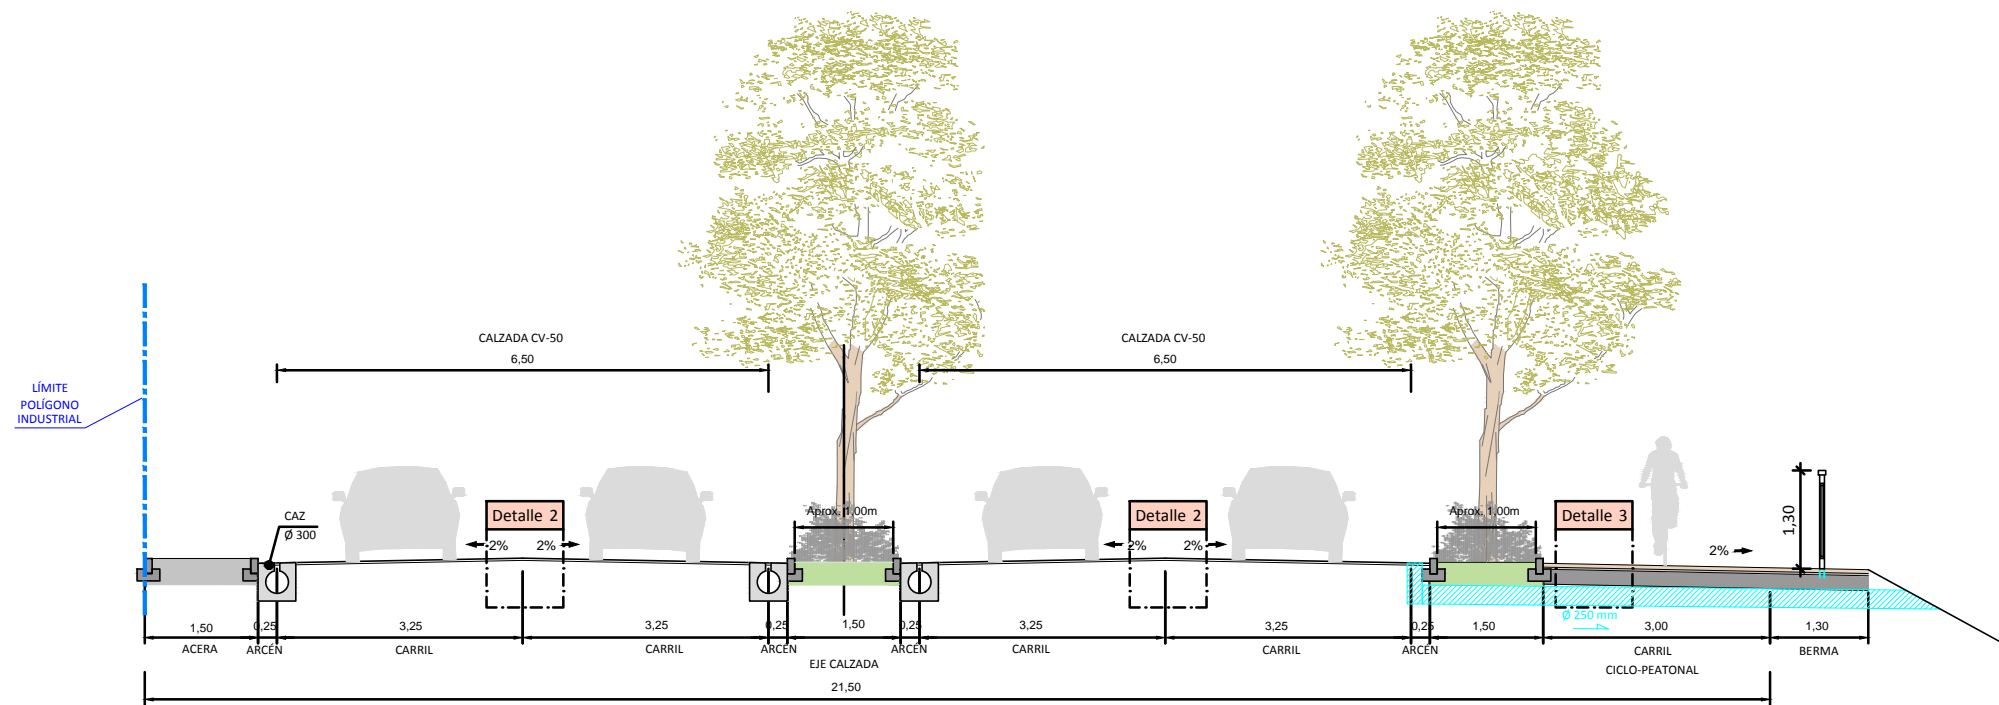 CALZADA CV-50
6,50
CALZADA CV-50
6,50
LÍMITE
POLÍGONO
INDUSTRIAL
CAZ
Ø 300
Detalle 2
2%
2%
Aprox. 1,00m
Detalle 2
2%
2%
Aprox. 1,00m
Detalle 3
2%
1,30
Ø 250 mm
1,50
0,25
3,25
3,25
0,25
1,50
0,25
3,25
3,25
0,25
1,50
3,00
1,30
ACERA
ARCÉN
CARRIL
CARRIL
ARCÉN
EJE CALZADA
ARCÉN
CARRIL
CARRIL
ARCÉN
CARRIL
CICLO-PEATONAL
BERMA
21,50